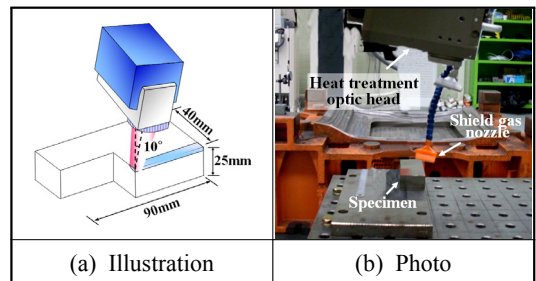 40mm
10°
25mm
90mm
Heat treatment
optic head
Shield gas
nozzle
Specimen
(a) Illustration
(b) Photo